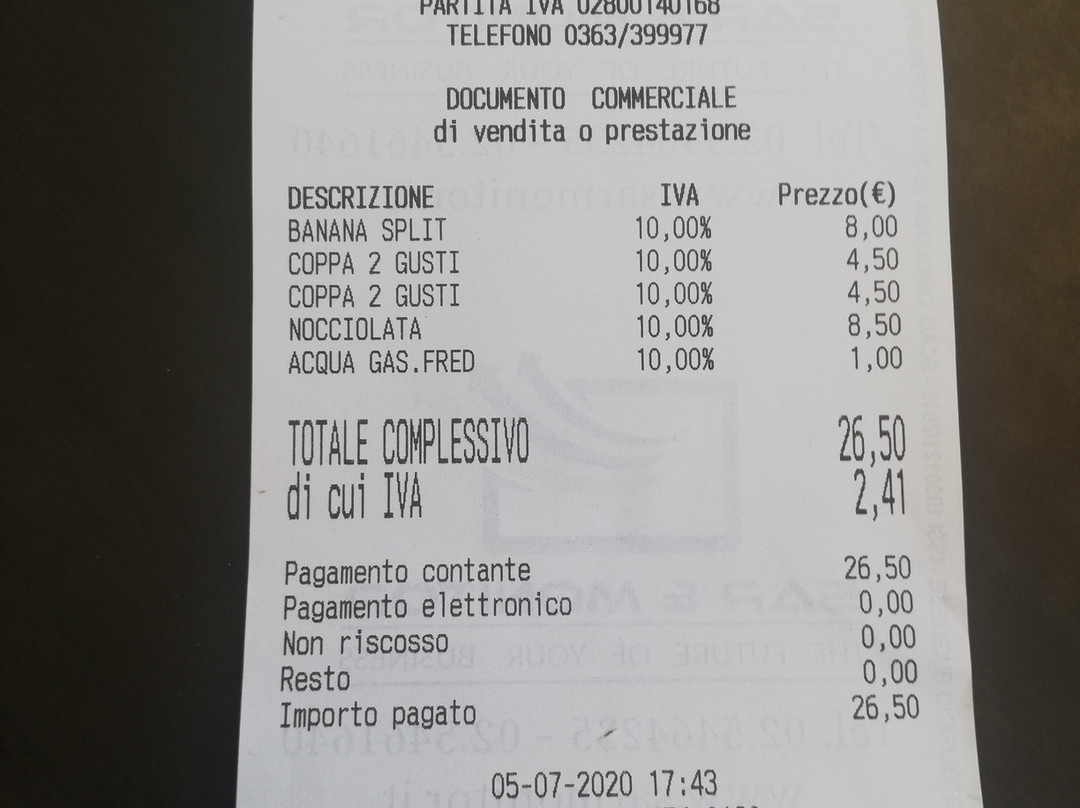 PARTITA IVA 02800140168
TELEFONO 0363/399977
DOCUMENTO COMMERCIALE
di vendita o prestazione
DESCRIZIONE IVA Prezzo(€)
BANANA SPLIT 10,00% 8,00
COPPA 2 GUSTI 10,00% 4,50
COPPA 2 GUSTI 10,00% 4,50
NOCCIOLATA 10,00% 8,50
ACQUA GAS.FRED 10,00% 1,00
TOTALE COMPLESSIVO 26,50
di cui IVA 2,41
Pagamento contante 26,50
Pagamento elettronico 0,00
Non riscosso 0,00
Resto 0,00
Importo pagato 26,50
05-07-2020 17:43